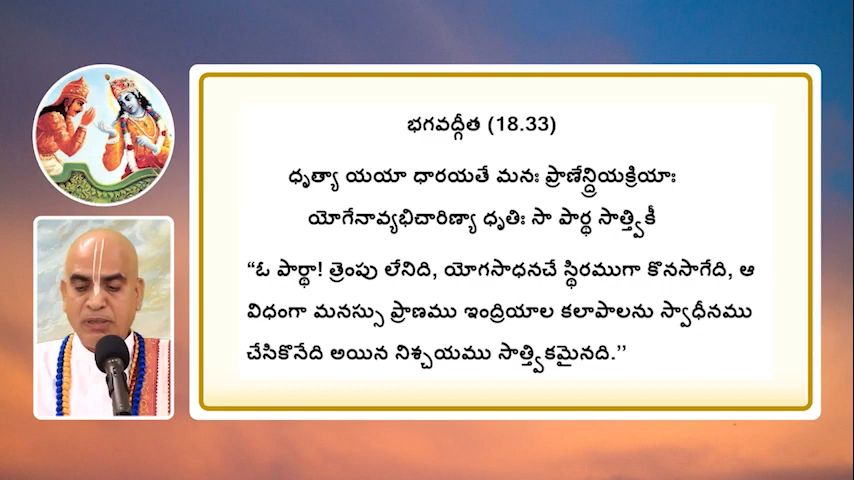 భగవద్గీత (18.33)
ధృత్యా యయా ధారయతే మనః ప్రాణేన్ద్రియక్రియాః
యోగేనావ్యభిచారిణ్యా ధృతిః సా పార్థ సాత్త్వికీ
“ఓ పార్థా! త్రెంపు లేనిది, యోగసాధనచే స్థిరముగా కొనసాగేది, ఆ
విధంగా మనస్సు ప్రాణము ఇంద్రియాల కలాపాలను స్వాధీనము
చేసికొనేది అయిన నిశ్చయము సాత్త్వికమైనది.’’